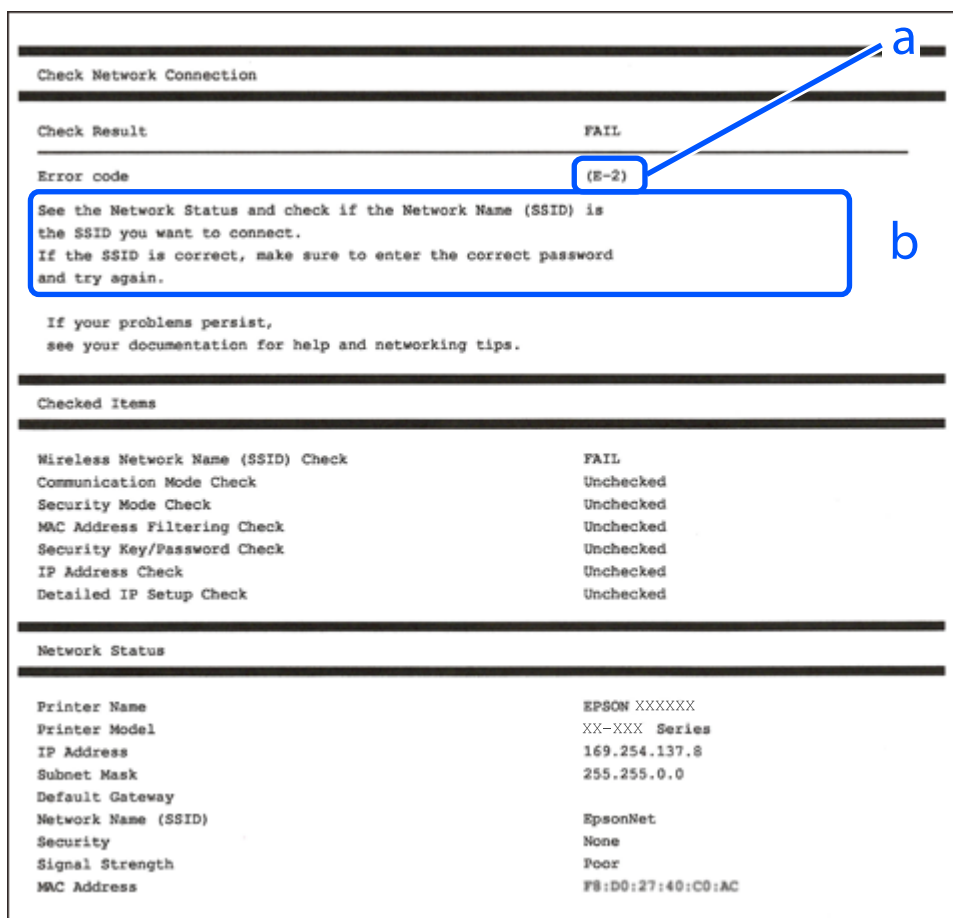 a
Check Network Connection
Check Result FAIL
Error code (E-2)
See the Network Status and check if the Network Name (SSID) is
the SSID you want to connect.
If the SSID is correct, make sure to enter the correct password
and try again.
b
If your problems persist,
see your documentation for help and networking tips.
Checked Items
Wireless Network Name (SSID) Check FAIL
Communication Mode Check Unchecked
Security Mode Check Unchecked
MAC Address Filtering Check Unchecked
Security Key/Password Check Unchecked
IP Address Check Unchecked
Detailed IP Setup Check Unchecked
Network Status
Printer Name EPSON XXXXXX
Printer Model XX-XXX Series
IP Address 169.254.137.8
Subnet Mask 255.255.0.0
Default Gateway
Network Name (SSID) EpsonNet
Security None
Signal Strength Poor
MAC Address F8:D0:27:40:C0:AC